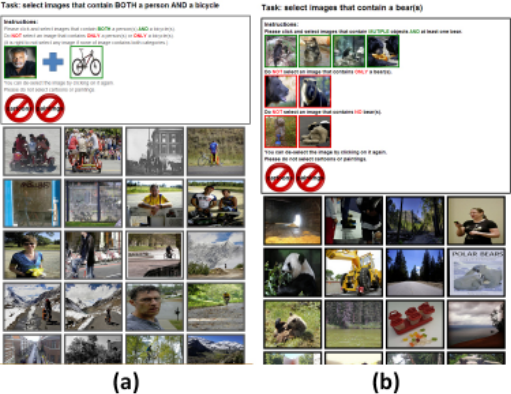 Task: select images that contain BOTH a person AND a bicycle
Instructions:
Please click and select images that contain BOTH a person(s) AND a bicycle(s)
Do NOT select an image that contains ONLY a person(s) or ONLY a bicycle(s).
You can de-select the image by clicking on it again.
Please do not select cartoons or paintings.
(a)
Task: select images that contain a bear(s)
Instructions:
Please click and select images that contain MULTIPLE objects AND at least one bear.
Do NOT select an image that contains ONLY a bear(s).
Do NOT select an image that contains NO bear(s).
You can de-select the image by clicking on it again.
Please do not select cartoons or paintings.
POLAR BEARS
(b)